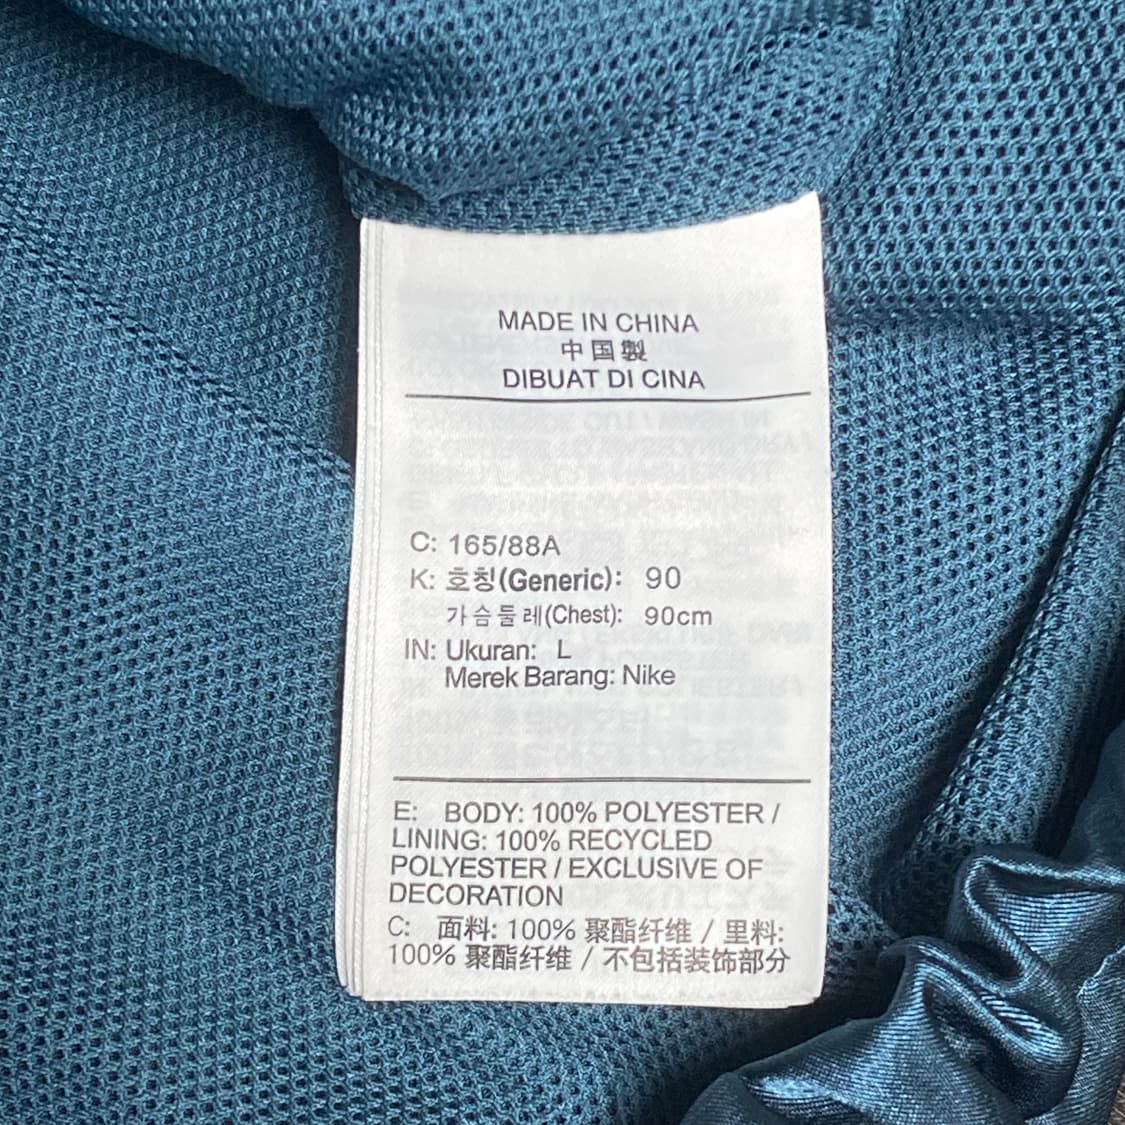 MADE IN CHINA
中国製
DIBUAT DI CINA
C: 165/88A
K: 호칭(Generic): 90
가슴둘레(Chest): 90cm
IN: Ukuran: L
Merek Barang: Nike
E: BODY: 100% POLYESTER /
LINING: 100% RECYCLED
POLYESTER / EXCLUSIVE OF
DECORATION
C: 面料: 100% 聚酯纤维 / 里料:
100% 聚酯纤维 / 不包括装饰部分